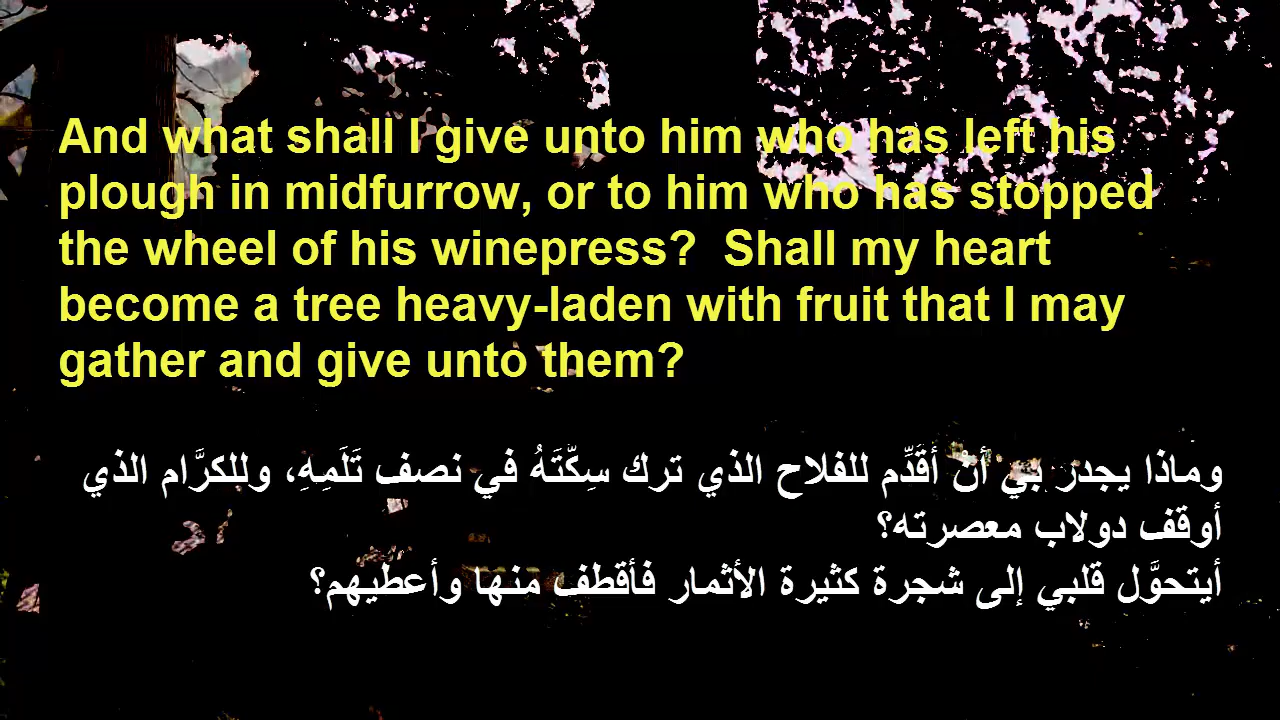 And what shall I give unto him who has left his
plough in midfurrow, or to him who has stopped
the wheel of his winepress?  Shall my heart
become a tree heavy-laden with fruit that I may
gather and give unto them?
وماذا يجدر بي أنْ أقَدِّم للفلاح الذي ترك سِكَّتَهُ في نصف تَلَمِهِ، وللكرَّام الذي
أوقف دولاب معصرته؟
أيتحوَّل قلبي إلى شجرة كثيرة الأثمار فأقطف منها وأعطيهم؟